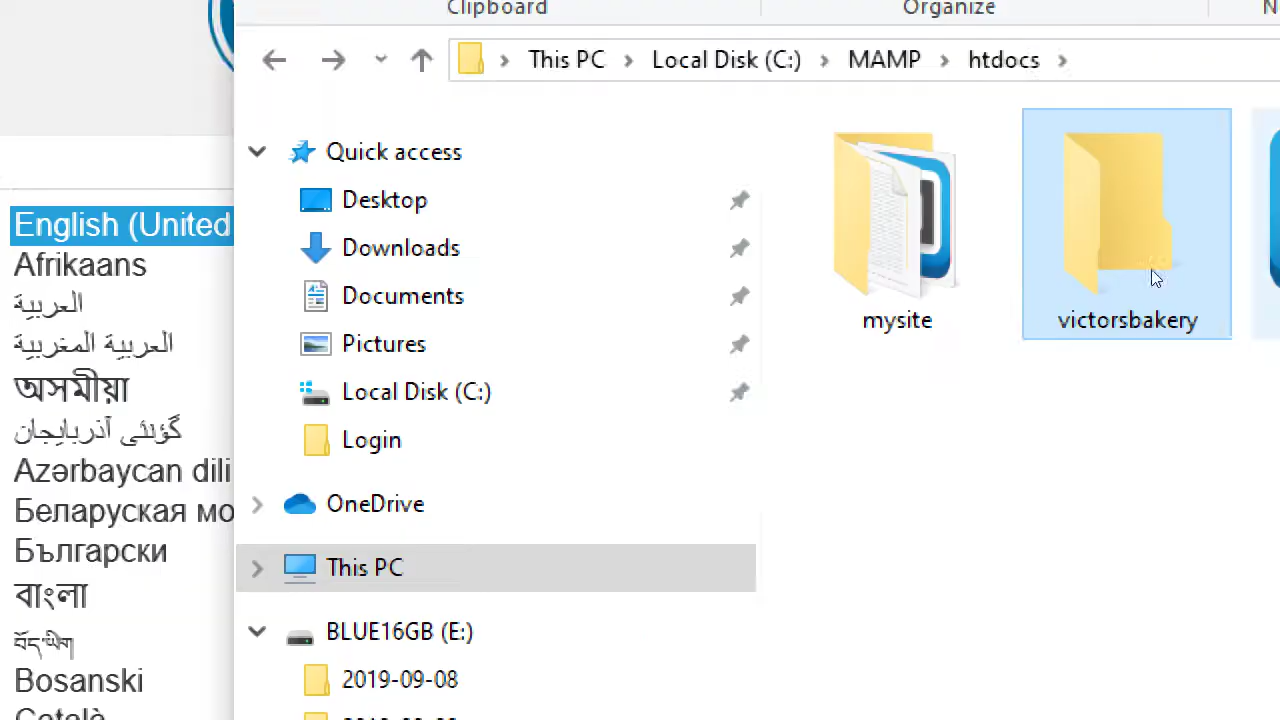 Clipboard
Organize
This PC
Local Disk (C:)
MAMP
htdocs
Quick access
Desktop
Downloads
Documents
Pictures
Local Disk (C:)
Login
OneDrive
This PC
BLUE16GB (E:)
2019-09-08
mysite
victorsbakery
English (United
Afrikaans
العربية
العربية المغربية
অসমীয়া
گؤنئی آذربایجان
Azərbaycan dili
Беларуская мо
Български
বাংলা
བོད་ཡིག
Bosanski
Català